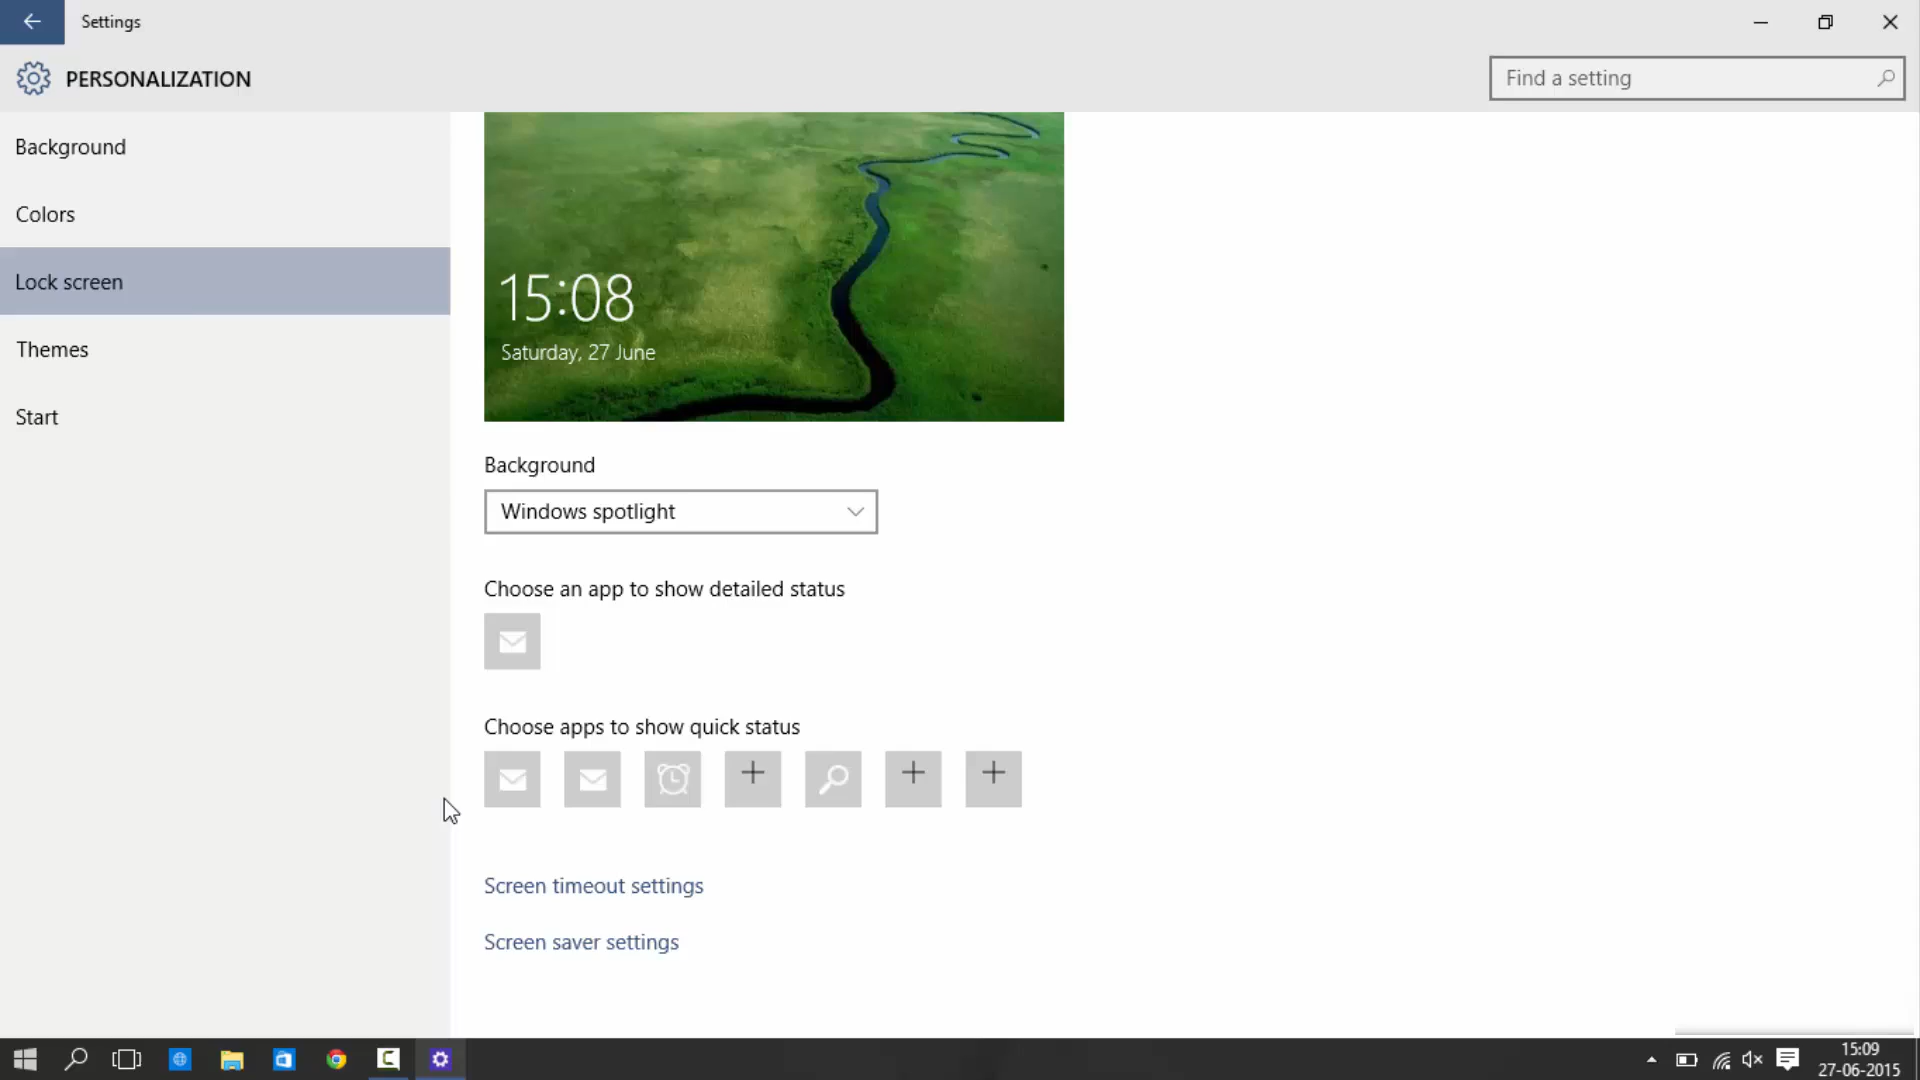 Settings
PERSONALIZATION
Find a setting
Background
Colors
Lock screen
Themes
Start
15:08
Saturday, 27 June
Background
Windows spotlight
Choose an app to show detailed status
Choose apps to show quick status
Screen timeout settings
Screen saver settings
15:09
27-06-2015